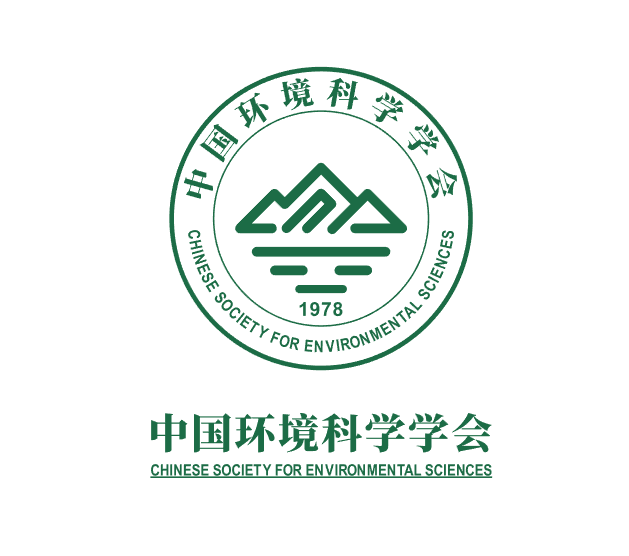 中国环境科学学会
CHINESE SOCIETY FOR ENVIRONMENTAL SCIENCES
1978
中国环境科学学会
CHINESE SOCIETY FOR ENVIRONMENTAL SCIENCES